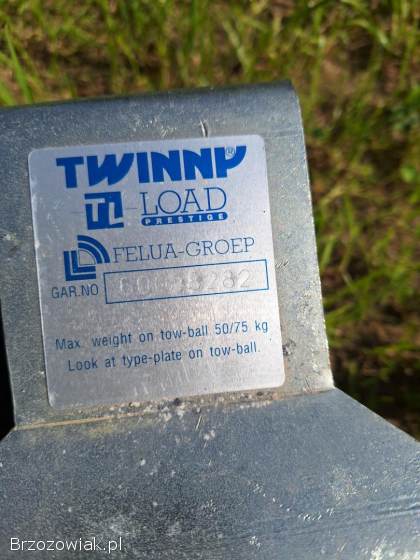 TWINNY®
TL-LOAD
PRESTIGE
FELUA-GROEP
GAR.NO
Max. weight on tow-ball 50/75 kg
Look at type-plate on tow-ball.
Brzozowiak.pl